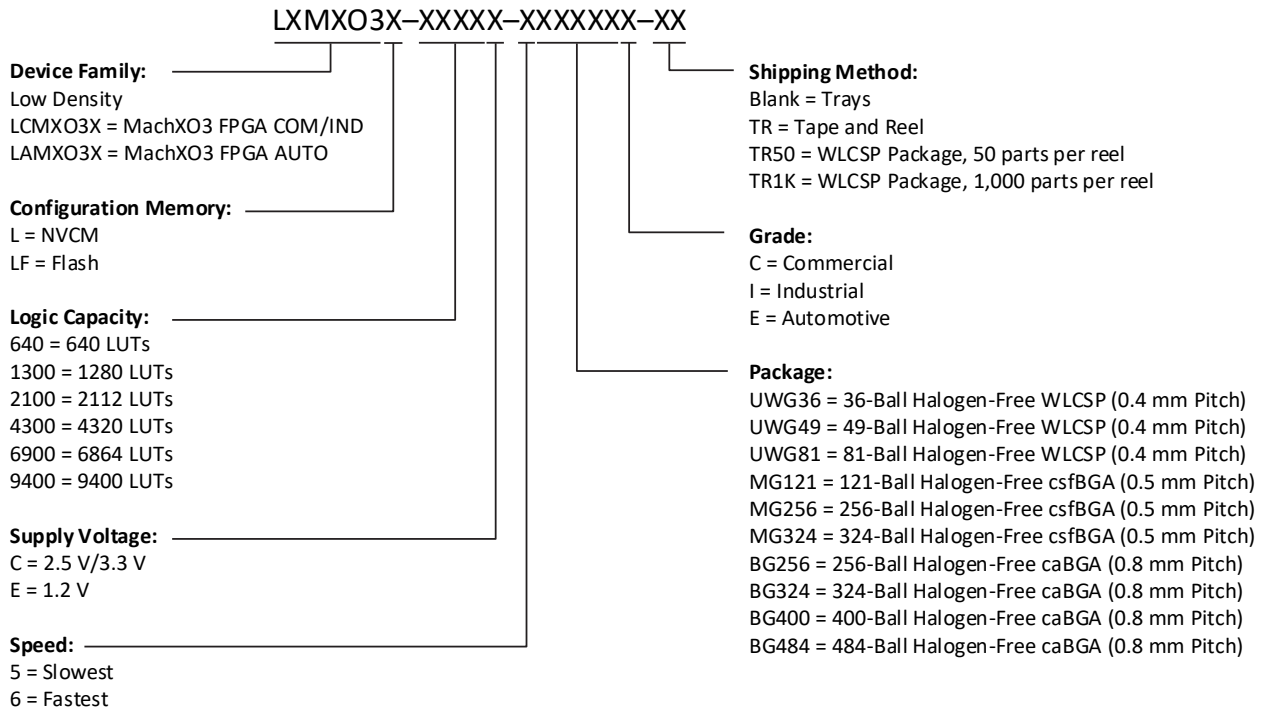 LXMXO3X–XXXXX–XXXXXXX–XX
Device Family:
Low Density
LCMXO3X = MachXO3 FPGA COM/IND
LAMXO3X = MachXO3 FPGA AUTO
Configuration Memory:
L = NVCM
LF = Flash
Logic Capacity:
640 = 640 LUTs
1300 = 1280 LUTs
2100 = 2112 LUTs
4300 = 4320 LUTs
6900 = 6864 LUTs
9400 = 9400 LUTs
Supply Voltage:
C = 2.5 V/3.3 V
E = 1.2 V
Speed:
5 = Slowest
6 = Fastest
Shipping Method:
Blank = Trays
TR = Tape and Reel
TR50 = WLCSP Package, 50 parts per reel
TR1K = WLCSP Package, 1,000 parts per reel
Grade:
C = Commercial
I = Industrial
E = Automotive
Package:
UWG36 = 36-Ball Halogen-Free WLCSP (0.4 mm Pitch)
UWG49 = 49-Ball Halogen-Free WLCSP (0.4 mm Pitch)
UWG81 = 81-Ball Halogen-Free WLCSP (0.4 mm Pitch)
MG121 = 121-Ball Halogen-Free csfBGA (0.5 mm Pitch)
MG256 = 256-Ball Halogen-Free csfBGA (0.5 mm Pitch)
MG324 = 324-Ball Halogen-Free csfBGA (0.5 mm Pitch)
BG256 = 256-Ball Halogen-Free caBGA (0.8 mm Pitch)
BG324 = 324-Ball Halogen-Free caBGA (0.8 mm Pitch)
BG400 = 400-Ball Halogen-Free caBGA (0.8 mm Pitch)
BG484 = 484-Ball Halogen-Free caBGA (0.8 mm Pitch)